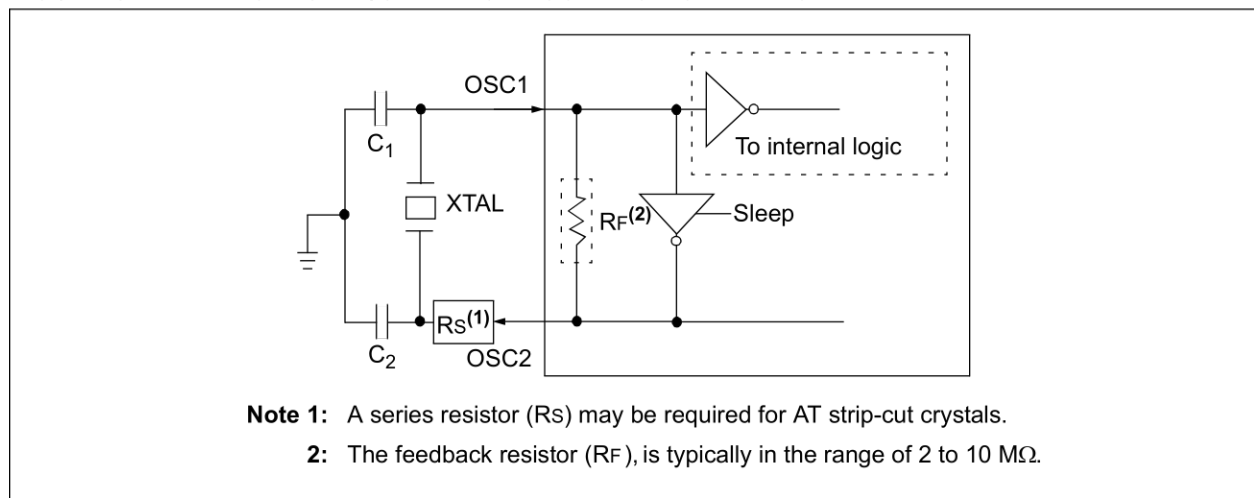 OSC1
C1
To internal logic
XTAL
RF(2)
Sleep
RS(1)
C2
OSC2
Note 1: A series resistor (RS) may be required for AT strip-cut crystals.
2: The feedback resistor (RF), is typically in the range of 2 to 10 MΩ.